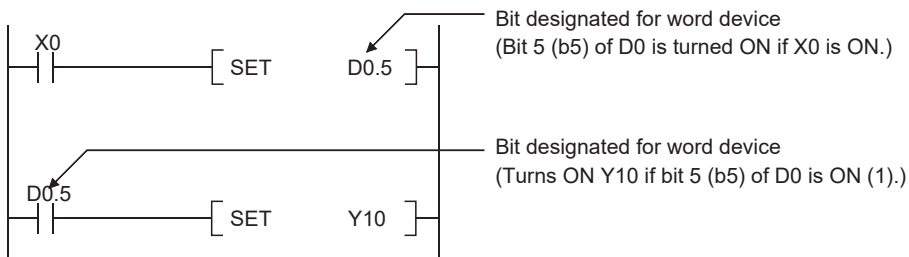 Bit designated for word device
(Bit 5 (b5) of D0 is turned ON if X0 is ON.)
X0
SET D0.5
Bit designated for word device
(Turns ON Y10 if bit 5 (b5) of D0 is ON (1).)
D0.5
SET Y10